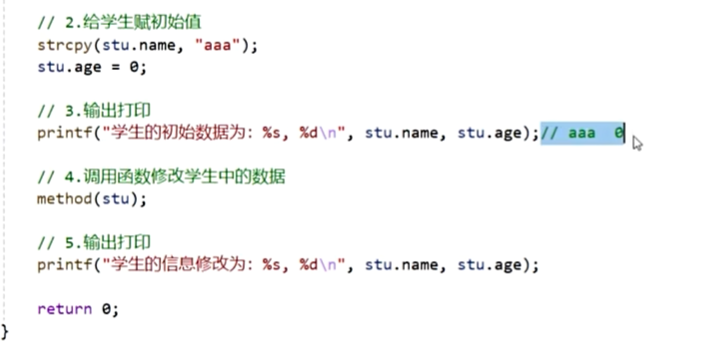 // 2.给学生赋初始值
strcpy(stu.name, "aaa");
stu.age = 0;
// 3.输出打印
printf("学生的初始数据为: %s, %d\n", stu.name, stu.age);// aaa  0
// 4.调用函数修改学生中的数据
method(stu);
// 5.输出打印
printf("学生的信息修改为: %s, %d\n", stu.name, stu.age);
return 0;
}